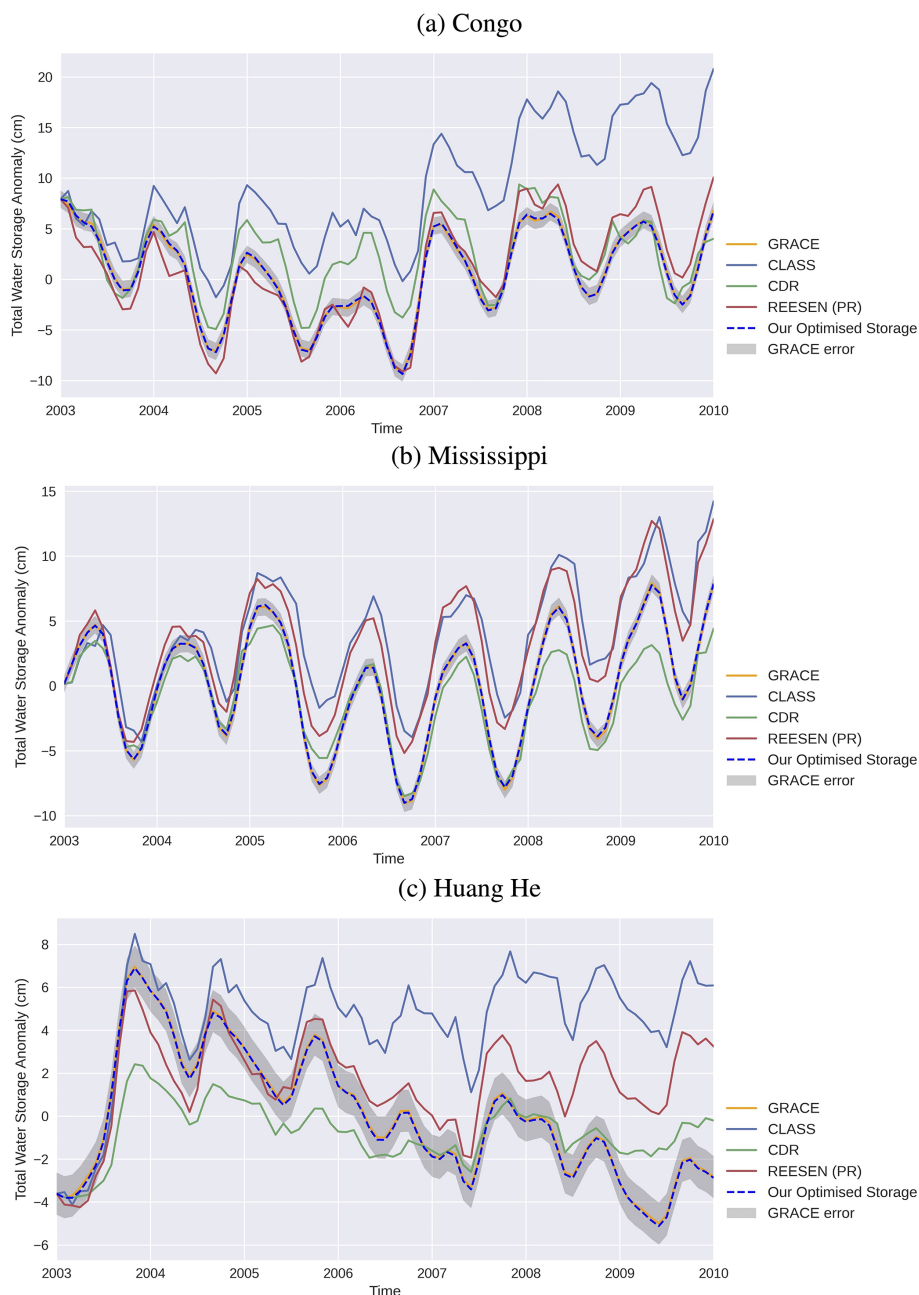 (a) Congo
Total Water Storage Anomaly (cm)
20
15
10
5
0
−5
−10
2003 2004 2005 2006 2007 2008 2009 2010
Time
GRACE
CLASS
CDR
REESEN (PR)
Our Optimised Storage
GRACE error
(b) Mississippi
Total Water Storage Anomaly (cm)
15
10
5
0
−5
−10
2003 2004 2005 2006 2007 2008 2009 2010
Time
GRACE
CLASS
CDR
REESEN (PR)
Our Optimised Storage
GRACE error
(c) Huang He
Total Water Storage Anomaly (cm)
8
6
4
2
0
−2
−4
−6
2003 2004 2005 2006 2007 2008 2009 2010
Time
GRACE
CLASS
CDR
REESEN (PR)
Our Optimised Storage
GRACE error